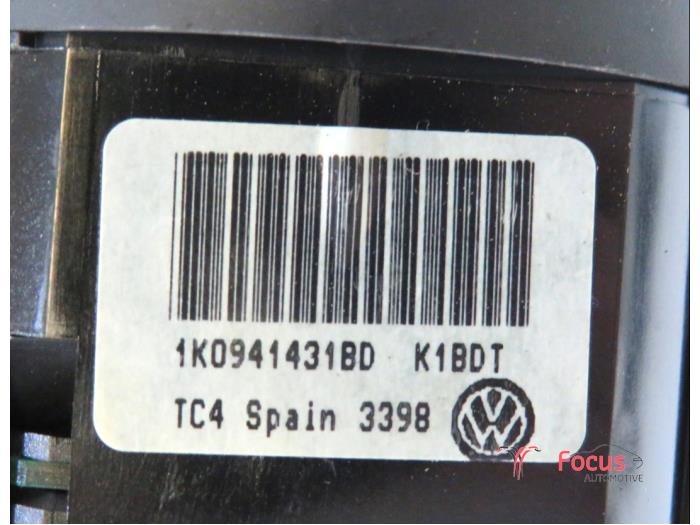 1K0941431BD K1BDT
TC4 Spain 3398
Focus
AUTOMOTIVE